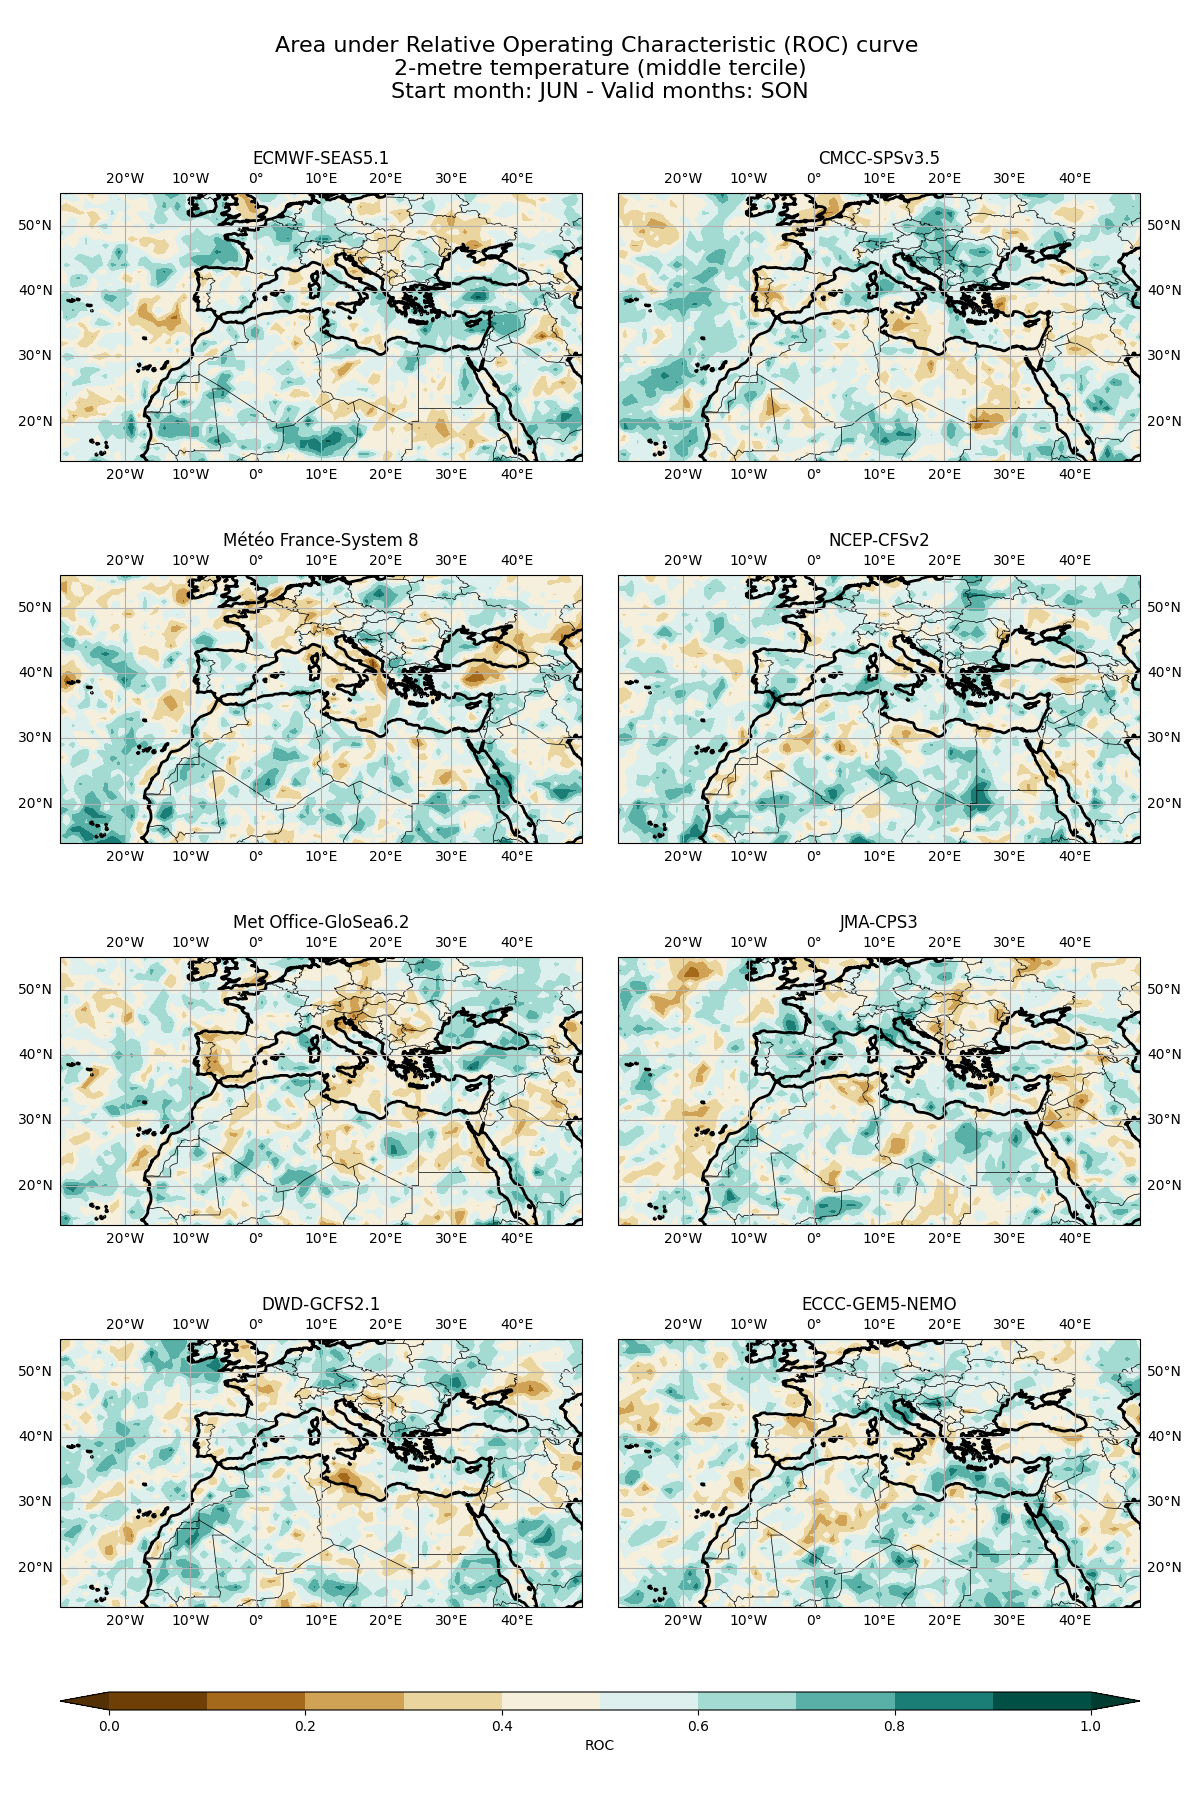 Area under Relative Operating Characteristic (ROC) curve
2-metre temperature (middle tercile)
Start month: JUN - Valid months: SON
ECMWF-SEAS5.1
CMCC-SPSv3.5
20°W 10°W 0° 10°E 20°E 30°E 40°E
20°W 10°W 0° 10°E 20°E 30°E 40°E
50°N 50°N
40°N 40°N
30°N 30°N
20°N 20°N
20°W 10°W 0° 10°E 20°E 30°E 40°E
20°W 10°W 0° 10°E 20°E 30°E 40°E
Météo France-System 8
NCEP-CFSv2
20°W 10°W 0° 10°E 20°E 30°E 40°E
20°W 10°W 0° 10°E 20°E 30°E 40°E
50°N 50°N
40°N 40°N
30°N 30°N
20°N 20°N
20°W 10°W 0° 10°E 20°E 30°E 40°E
20°W 10°W 0° 10°E 20°E 30°E 40°E
Met Office-GloSea6.2
JMA-CPS3
20°W 10°W 0° 10°E 20°E 30°E 40°E
20°W 10°W 0° 10°E 20°E 30°E 40°E
50°N 50°N
40°N 40°N
30°N 30°N
20°N 20°N
20°W 10°W 0° 10°E 20°E 30°E 40°E
20°W 10°W 0° 10°E 20°E 30°E 40°E
DWD-GCFS2.1
ECCC-GEM5-NEMO
20°W 10°W 0° 10°E 20°E 30°E 40°E
20°W 10°W 0° 10°E 20°E 30°E 40°E
50°N 50°N
40°N 40°N
30°N 30°N
20°N 20°N
20°W 10°W 0° 10°E 20°E 30°E 40°E
20°W 10°W 0° 10°E 20°E 30°E 40°E
0.0 0.2 0.4 0.6 0.8 1.0
ROC